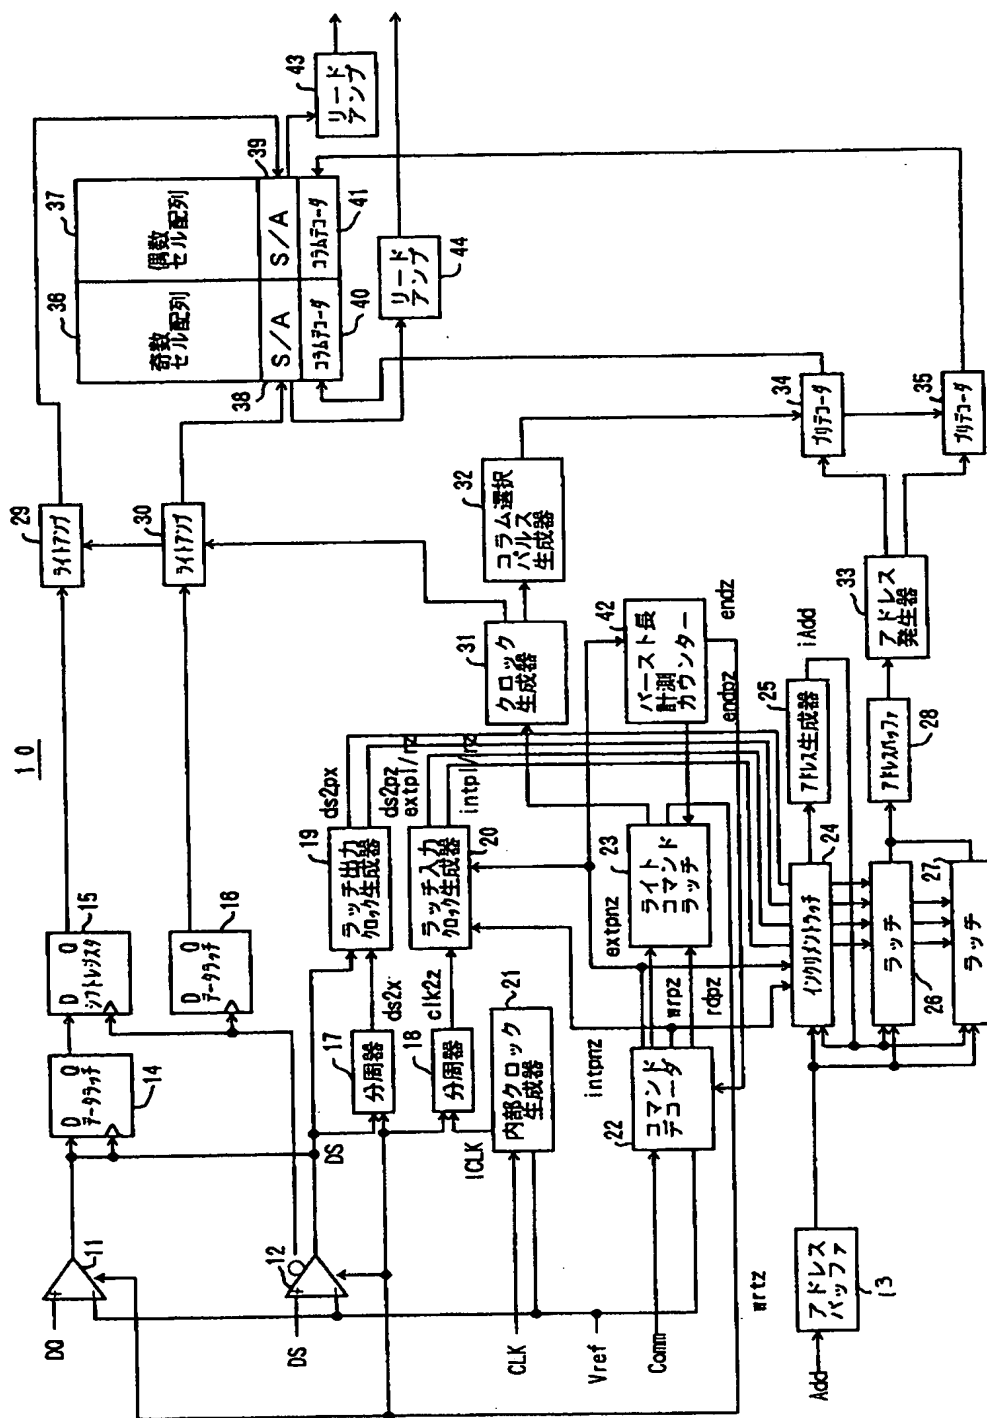 10
DQ
11
DS
12
CLK
Vref
Comm
Add
アドレス
バッファ
13
D Q
データラッチ
14
D Q
シフトレジスタ
15
D Q
データラッチ
16
DS
分周器
17
分周器
18
ICLK
内部クロック
生成器
21
ds2x
clk2z
ラッチ出力
クロック生成器
19
ラッチ入力
クロック生成器
20
ds2px
ds2pz
extpl/nz
intpl/nz
コマンド
デコーダ
22
intpnz
extpnz
wrpz
rdpz
wrtz
ライト
コマンド
ラッチ
23
インクリメントラッチ
24
アドレス生成器
25
iAdd
ラッチ
26
ラッチ
27
アドレスバッファ
28
ライトアンプ
29
ライトアンプ
30
クロック
生成器
31
コラム選択
パルス
生成器
32
アドレス
発生器
33
プリデコーダ
34
プリデコーダ
35
バースト長
計測
カウンター
42
endz
endpz
奇数
セル配列
36
偶数
セル配列
37
S/A
38
S/A
39
コラムデコーダ
40
コラムデコーダ
41
リード
アンプ
43
リード
アンプ
44